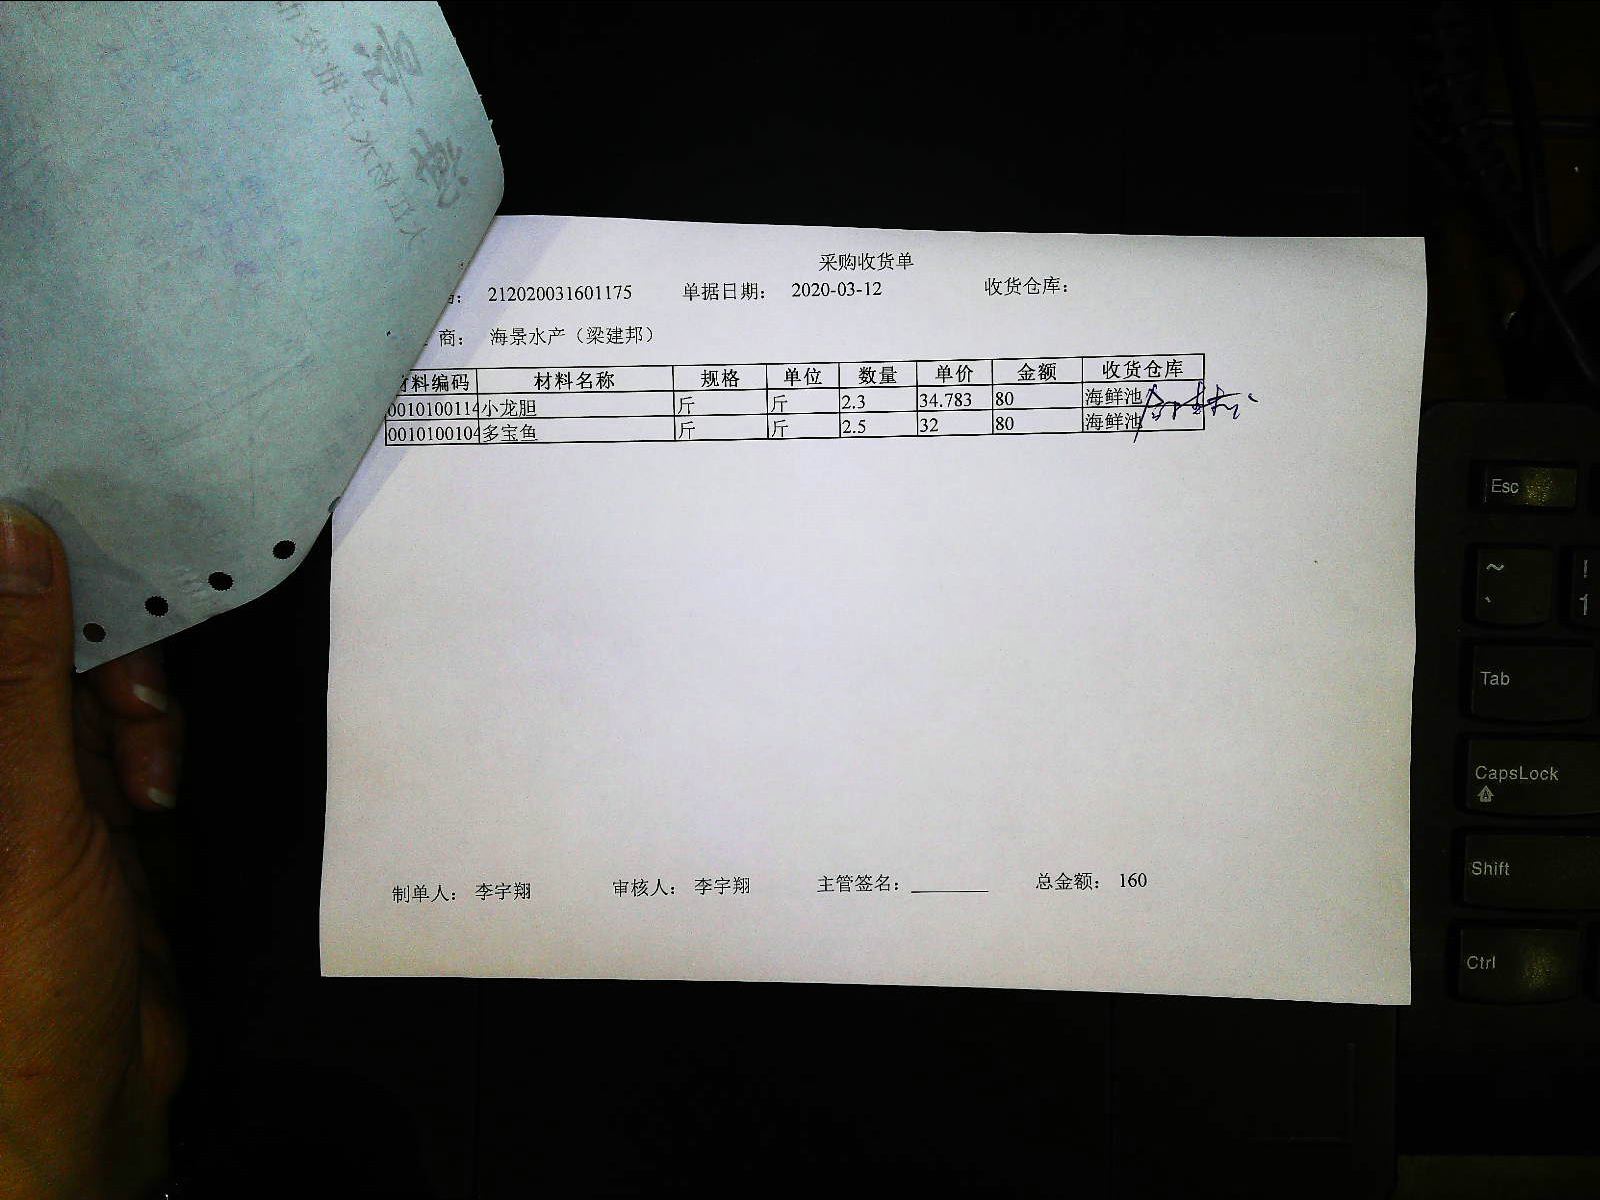 采购收货单
212020031601175 单据日期： 2020-03-12 收货仓库：
商： 海景水产（梁建邦）
料编码 材料名称 规格 单位 数量 单价 金额 收货仓库
0010100114 小龙胆 斤 斤 2.3 34.783 80 海鲜池
0010100104 多宝鱼 斤 斤 2.5 32 80 海鲜池
制单人： 李宇翔 审核人： 李宇翔 主管签名： 总金额： 160
Esc
~ !
` 1
Tab
CapsLock
A
Shift
Ctrl